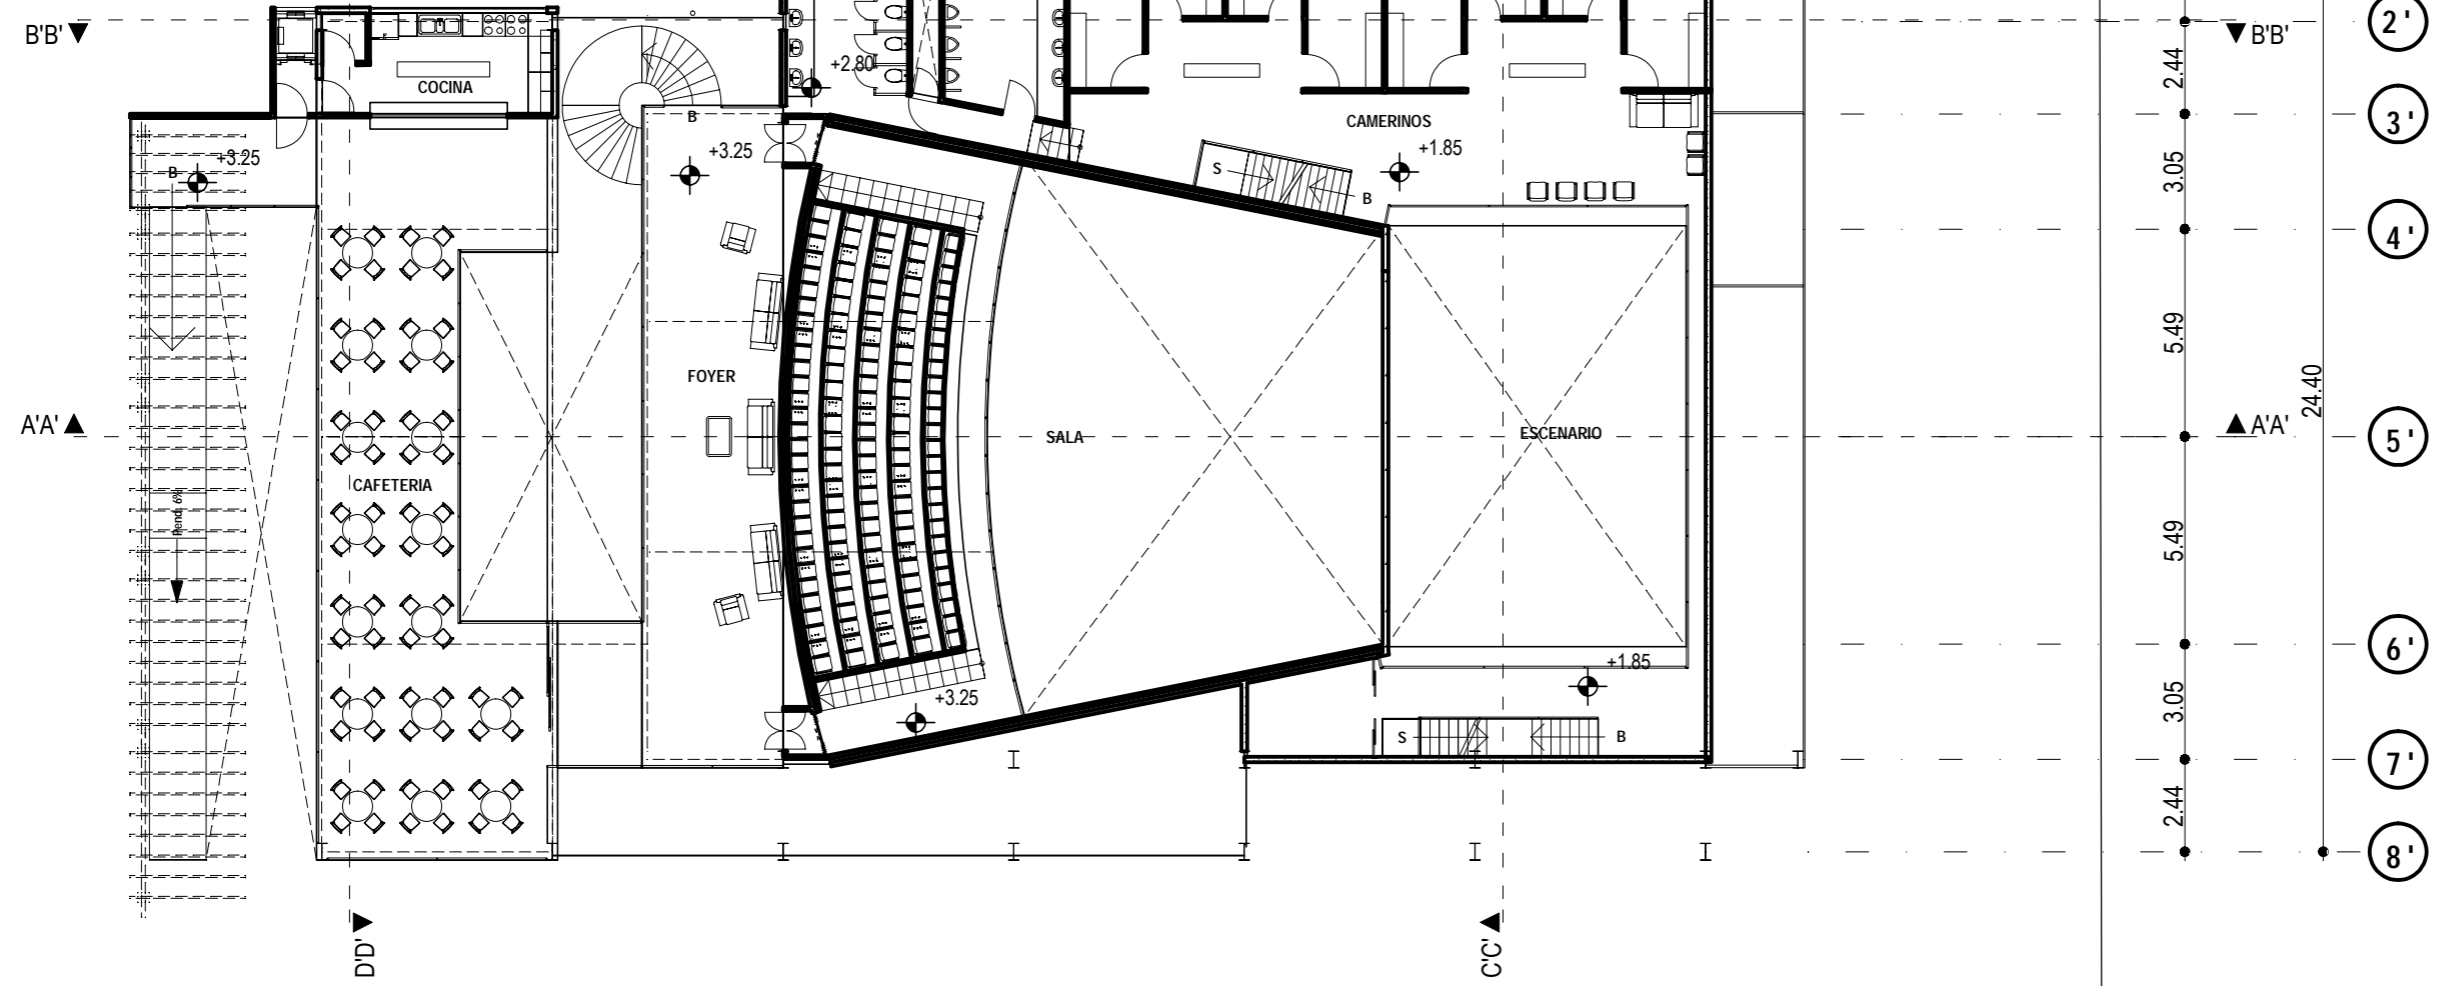 2'
B'B'
B'B'
2.44
COCINA
+2.80
B
CAMERINOS
3'
+3.25
+3.25
+1.85
3.05
B
S
B
4'
5.49
FOYER
24.40
A'A'
A'A'
SALA
ESCENARIO
5'
CAFETERIA
Pend. 6%
5.49
6'
+1.85
+3.25
3.05
S
B
7'
2.44
8'
D'D'
C'C'